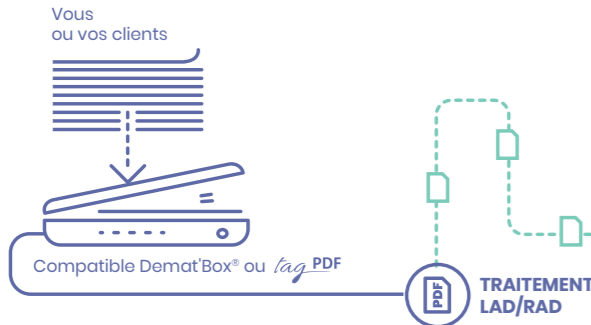 Vous
ou vos clients
Compatible Demat'Box® ou tag PDF
PDF
TRAITEMENT
LAD/RAD